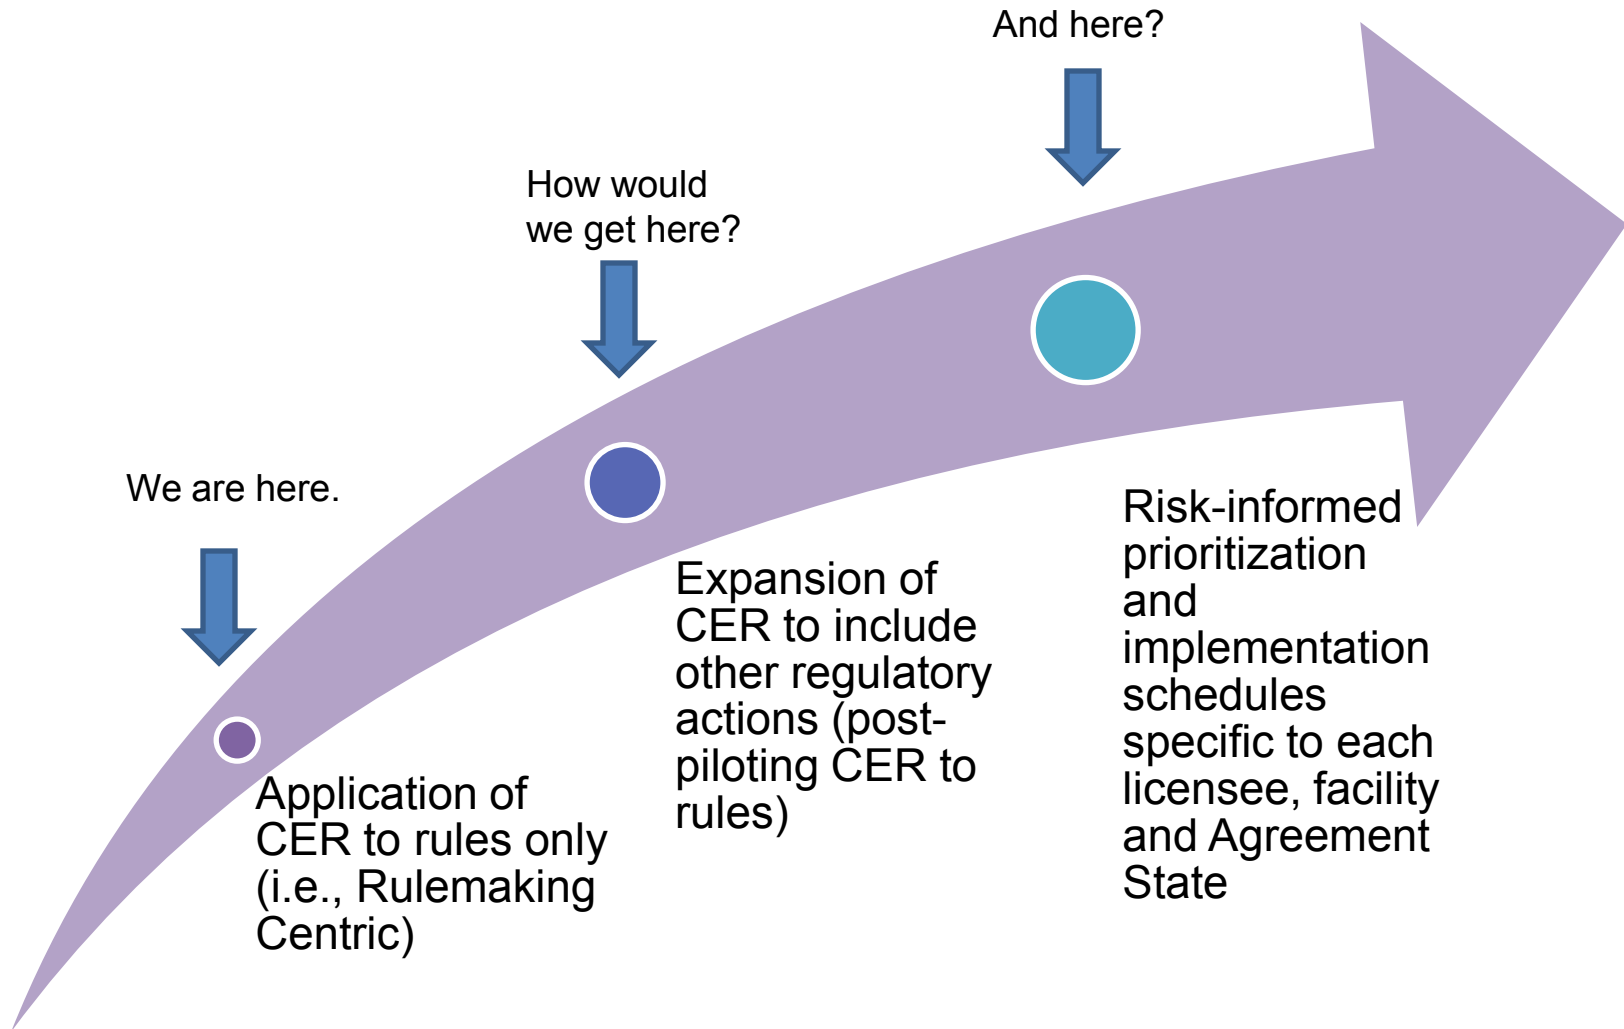 And here?
How would
we get here?
We are here.
Application of
CER to rules only
(i.e., Rulemaking
Centric)
Expansion of
CER to include
other regulatory
actions (post-
piloting CER to
rules)
Risk-informed
prioritization
and
implementation
schedules
specific to each
licensee, facility
and Agreement
State